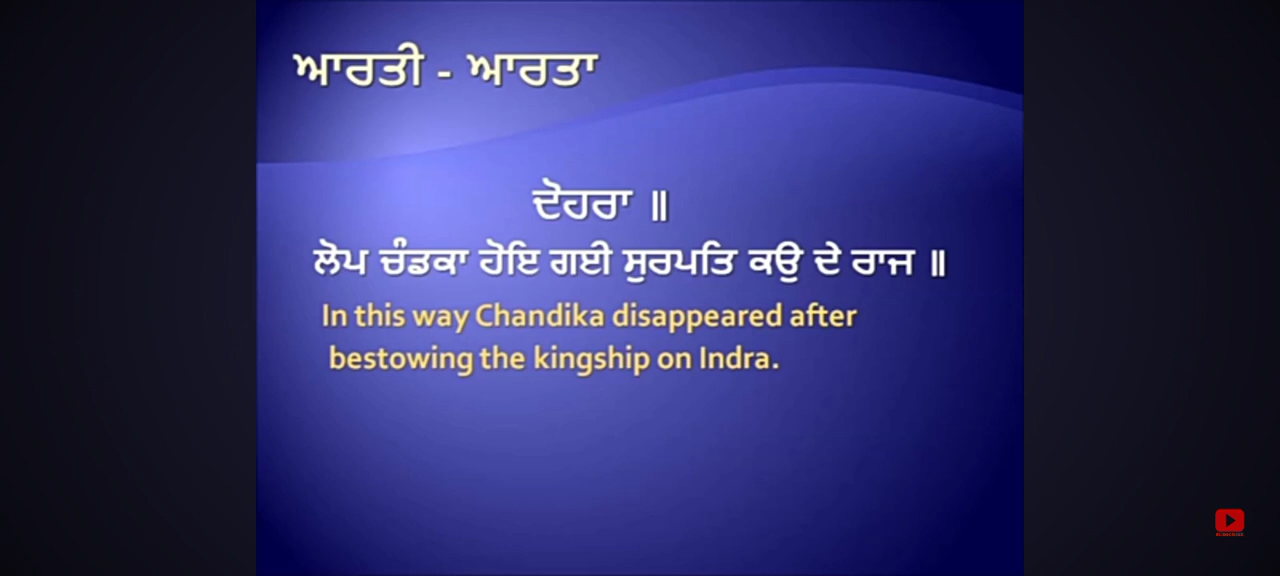 ਆਰਤੀ - ਆਰਤਾ
ਦੋਹਰਾ ॥
ਲੋਪ ਚੰਡਕਾ ਹੋਇ ਗਈ ਸੁਰਪਤਿ ਕਉ ਦੇ ਰਾਜ ॥
In this way Chandika disappeared after
bestowing the kingship on Indra.